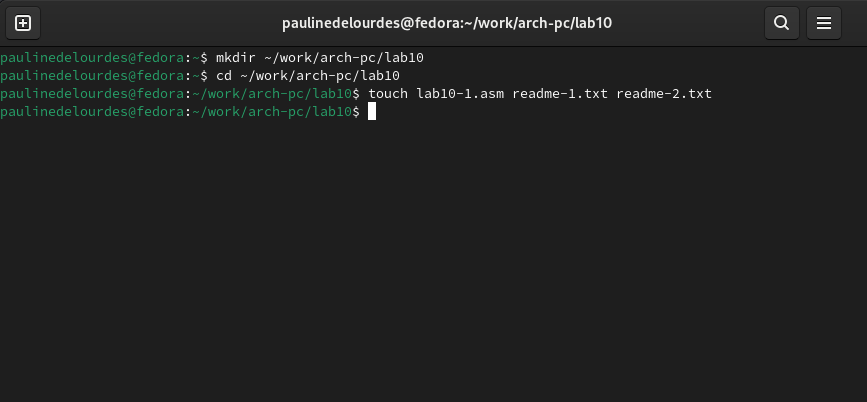 paulinedelourdes@fedora:~/work/arch-pc/lab10
paulinedelourdes@fedora:~$ mkdir ~/work/arch-pc/lab10
paulinedelourdes@fedora:~$ cd ~/work/arch-pc/lab10
paulinedelourdes@fedora:~/work/arch-pc/lab10$ touch lab10-1.asm readme-1.txt readme-2.txt
paulinedelourdes@fedora:~/work/arch-pc/lab10$